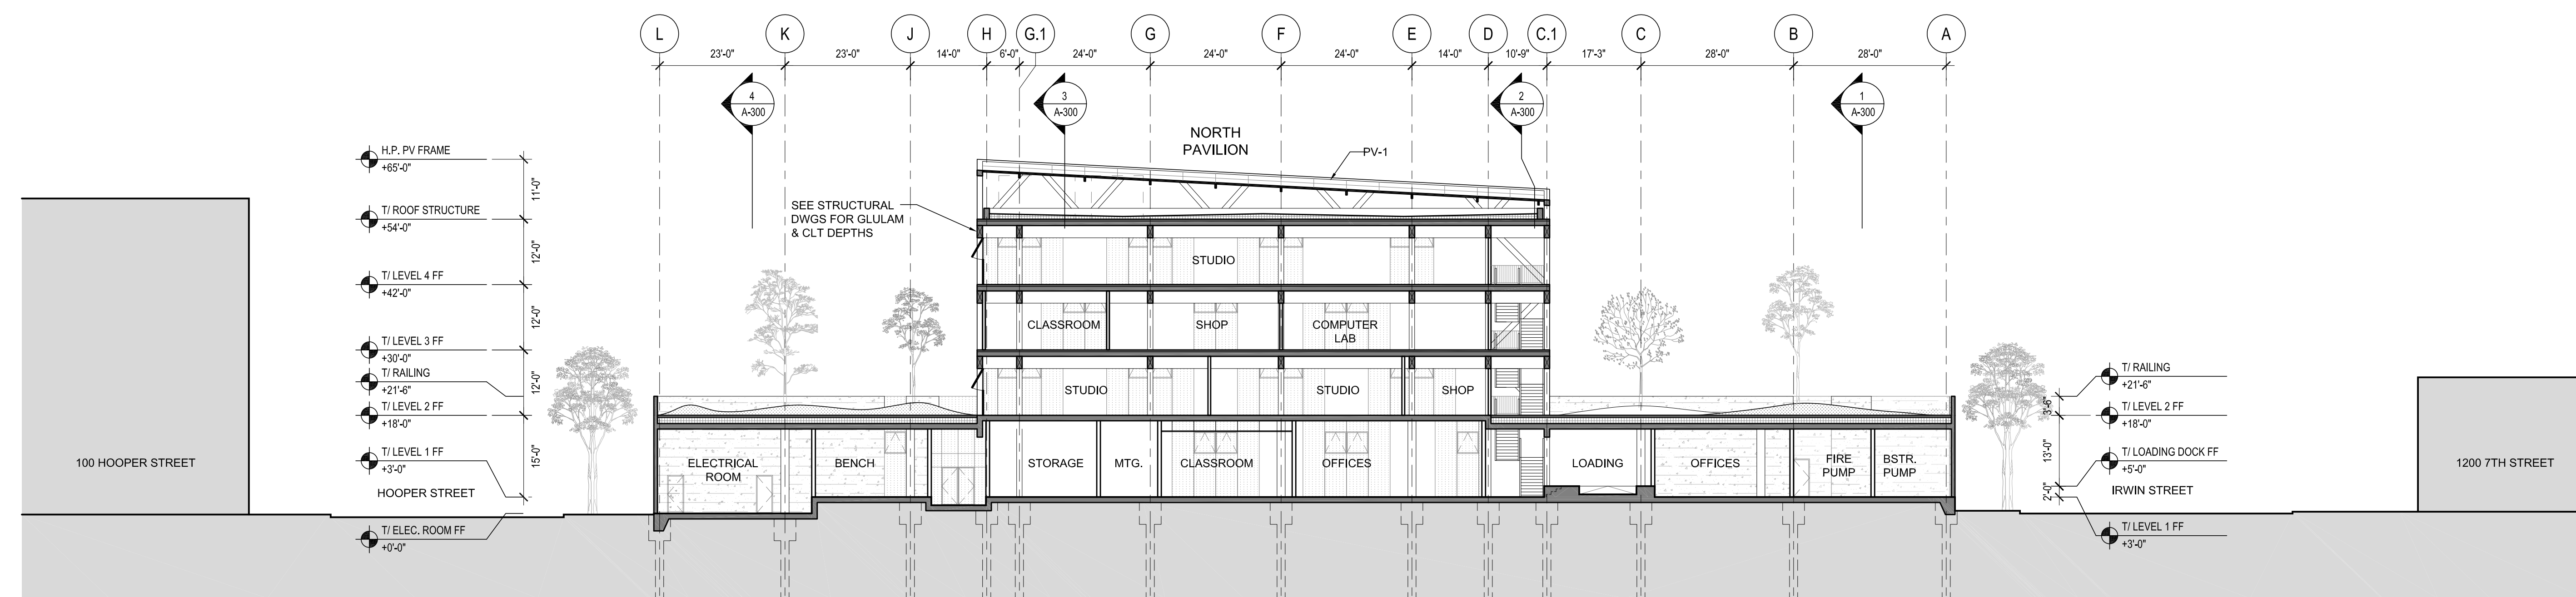 L
K
J
H
G.1
G
F
E
D
C.1
C
B
A
23'-0"
23'-0"
14'-0"
6'-0"
24'-0"
24'-0"
24'-0"
14'-0"
10'-9"
17'-3"
28'-0"
28'-0"
4
A-300
3
A-300
2
A-300
1
A-300
NORTH
PAVILION
PV-1
SEE STRUCTURAL
DWGS FOR GLULAM
& CLT DEPTHS
H.P. PV FRAME
+65'-0"
11'-0"
T/ ROOF STRUCTURE
+54'-0"
12'-0"
T/ LEVEL 4 FF
+42'-0"
12'-0"
T/ LEVEL 3 FF
+30'-0"
T/ RAILING
+21'-6"
12'-0"
T/ LEVEL 2 FF
+18'-0"
T/ LEVEL 1 FF
+3'-0"
15'-0"
HOOPER STREET
T/ ELEC. ROOM FF
+0'-0"
100 HOOPER STREET
STUDIO
CLASSROOM
SHOP
COMPUTER
LAB
STUDIO
STUDIO
SHOP
ELECTRICAL
ROOM
BENCH
STORAGE
MTG.
CLASSROOM
OFFICES
LOADING
OFFICES
FIRE
PUMP
BSTR.
PUMP
T/ RAILING
+21'-6"
3'-6"
T/ LEVEL 2 FF
+18'-0"
13'-0"
T/ LOADING DOCK FF
+5'-0"
2'-0"
IRWIN STREET
T/ LEVEL 1 FF
+3'-0"
1200 7TH STREET